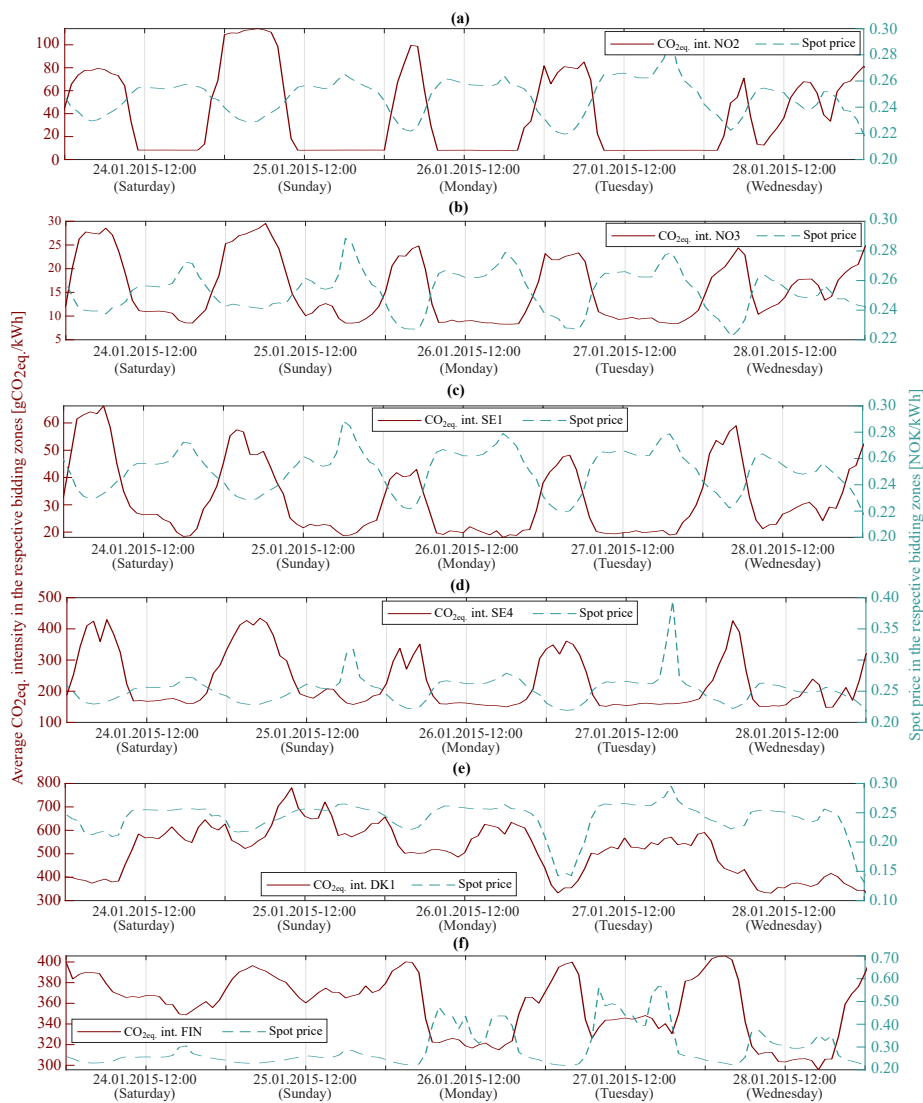 (a)
100
80
60
40
20
0
CO2eq. int. NO2 Spot price
0.30
0.28
0.26
0.24
0.22
0.20
24.01.2015-12:00 25.01.2015-12:00 26.01.2015-12:00 27.01.2015-12:00 28.01.2015-12:00
(Saturday) (Sunday) (Monday) (Tuesday) (Wednesday)
(b)
30
25
20
15
10
5
CO2eq. int. NO3 Spot price
0.30
0.28
0.26
0.24
0.22
24.01.2015-12:00 25.01.2015-12:00 26.01.2015-12:00 27.01.2015-12:00 28.01.2015-12:00
(Saturday) (Sunday) (Monday) (Tuesday) (Wednesday)
Average CO2eq. intensity in the respective bidding zones [gCO2eq./kWh]
Spot price in the respective bidding zones [NOK/kWh]
(c)
60
50
40
30
20
CO2eq. int. SE1 Spot price
0.30
0.28
0.26
0.24
0.22
0.20
24.01.2015-12:00 25.01.2015-12:00 26.01.2015-12:00 27.01.2015-12:00 28.01.2015-12:00
(Saturday) (Sunday) (Monday) (Tuesday) (Wednesday)
(d)
500
400
300
200
100
CO2eq. int. SE4 Spot price
0.40
0.35
0.30
0.25
0.20
24.01.2015-12:00 25.01.2015-12:00 26.01.2015-12:00 27.01.2015-12:00 28.01.2015-12:00
(Saturday) (Sunday) (Monday) (Tuesday) (Wednesday)
(e)
800
700
600
500
400
300
CO2eq. int. DK1 Spot price
0.30
0.25
0.20
0.15
0.10
24.01.2015-12:00 25.01.2015-12:00 26.01.2015-12:00 27.01.2015-12:00 28.01.2015-12:00
(Saturday) (Sunday) (Monday) (Tuesday) (Wednesday)
(f)
400
380
360
340
320
300
CO2eq. int. FIN Spot price
0.70
0.60
0.50
0.40
0.30
0.20
24.01.2015-12:00 25.01.2015-12:00 26.01.2015-12:00 27.01.2015-12:00 28.01.2015-12:00
(Saturday) (Sunday) (Monday) (Tuesday) (Wednesday)